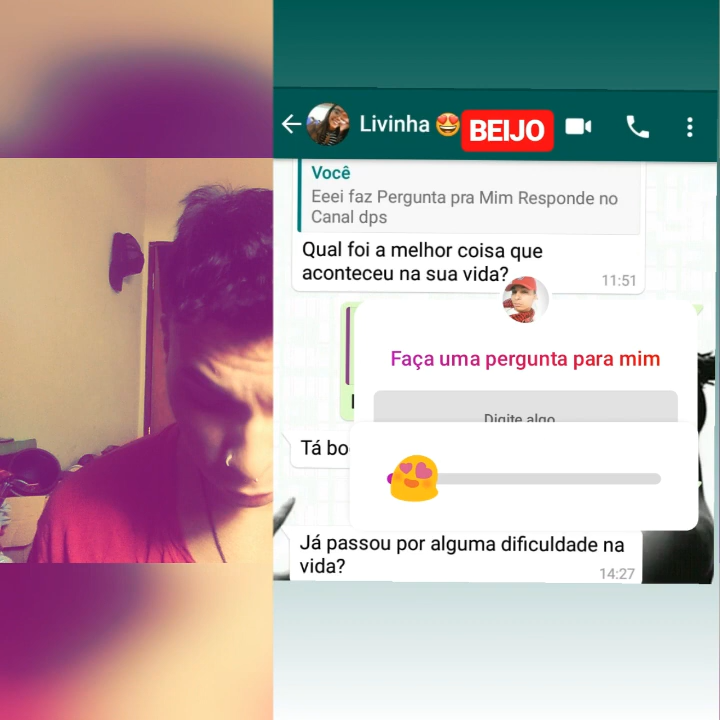 Livinha 🤩
BEIJO
Você
Eeei faz Pergunta pra Mim Responde no
Canal dps
Qual foi a melhor coisa que
aconteceu na sua vida?
11:51
Faça uma pergunta para mim
Digite algo
Tá bo
Já passou por alguma dificuldade na
vida?
14:27